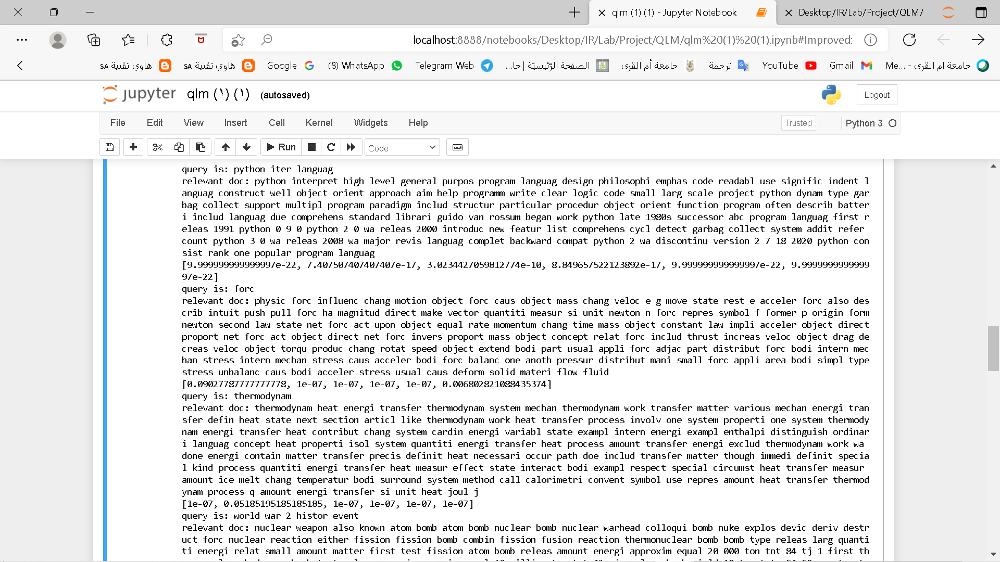 qlm (1) (1) - Jupyter Notebook
Desktop/IR/Lab/Project/QLM/
localhost:8888/notebooks/Desktop/IR/Lab/Project/QLM/qlm%20(1)%20(1).ipynb#Improved:
هاوي تقنية SA
هاوي تقنية SA
Google
(8) WhatsApp
Telegram Web
الصفحة الرّئيسيّة | جا...
جامعة أم القرى
ترجمة
YouTube
Gmail
جامعة ام القرى - Me...
jupyter qlm (١) (١) (autosaved)
Logout
File Edit View Insert Cell Kernel Widgets Help
Trusted
Python 3
Run
Code
query is: python iter languag
relevant doc: python interpret high level general purpos program languag design philosophi emphas code readabl use signific indent l
anguag construct well object orient approach aim help programm write clear logic code small larg scale project python dynam type gar
bag collect support multipl program paradigm includ structur particular procedur object orient function program often describ batter
i includ languag due comprehens standard librari guido van rossum began work python late 1980s successor abc program languag first r
eleas 1991 python 0 9 0 python 2 0 wa releas 2000 introduc new featur list comprehens cycl detect garbag collect system addit refer
count python 3 0 wa releas 2008 wa major revis languag complet backward compat python 2 wa discontinu version 2 7 18 2020 python con
sist rank one popular program languag
[9.999999999999997e-22, 7.407507407407407e-17, 3.0234427059812774e-10, 8.849657522123892e-17, 9.999999999999997e-22, 9.9999999999999
97e-22]
query is: forc
relevant doc: physic forc influenc chang motion object forc caus object mass chang veloc e g move state rest e acceler forc also des
crib intuit push pull forc ha magnitud direct make vector quantiti measur si unit newton n forc repres symbol f former p origin form
newton second law state net forc act upon object equal rate momentum chang time mass object constant law impli acceler object direct
proport net forc act object direct net forc invers proport mass object concept relat forc includ thrust increas veloc object drag de
creas veloc object torqu produc chang rotat speed object extend bodi part usual appli forc adjac part distribut forc bodi intern mec
han stress intern mechan stress caus acceler bodi forc balanc one anoth pressur distribut mani small forc appli area bodi simpl type
stress unbalanc caus bodi acceler stress usual caus deform solid materi flow fluid
[0.09027787777777778, 1e-07, 1e-07, 1e-07, 1e-07, 0.006802821088435374]
query is: thermodynam
relevant doc: thermodynam heat energi transfer thermodynam system mechan thermodynam work transfer matter various mechan energi tran
sfer defin heat state next section articl like thermodynam work heat transfer process involv one system properti one system thermody
nam energi transfer heat contribut chang system cardin energi variabl state exampl intern energi exampl enthalpi distinguish ordinar
i languag concept heat properti isol system quantiti energi transfer heat process amount transfer energi exclud thermodynam work wa
done energi contain matter transfer precis definit heat necessari occur path doe includ transfer matter though immedi definit specia
l kind process quantiti energi transfer heat measur effect state interact bodi exampl respect special circumst heat transfer measur
amount ice melt chang temperatur bodi surround system method call calorimetri convent symbol use repres amount heat transfer thermod
ynam process q amount energi transfer si unit heat joul j
[1e-07, 0.05185195185185185, 1e-07, 1e-07, 1e-07, 1e-07]
query is: world war 2 histor event
relevant doc: nuclear weapon also known atom bomb atom bomb nuclear bomb nuclear warhead colloqui bomb nuke explos devic deriv destr
uct forc nuclear reaction either fission fission bomb combin fission fusion reaction thermonuclear bomb bomb type releas larg quanti
ti energi relat small amount matter first test fission atom bomb releas amount energi approxim equal 20 000 ton tnt 84 tj 1 first th